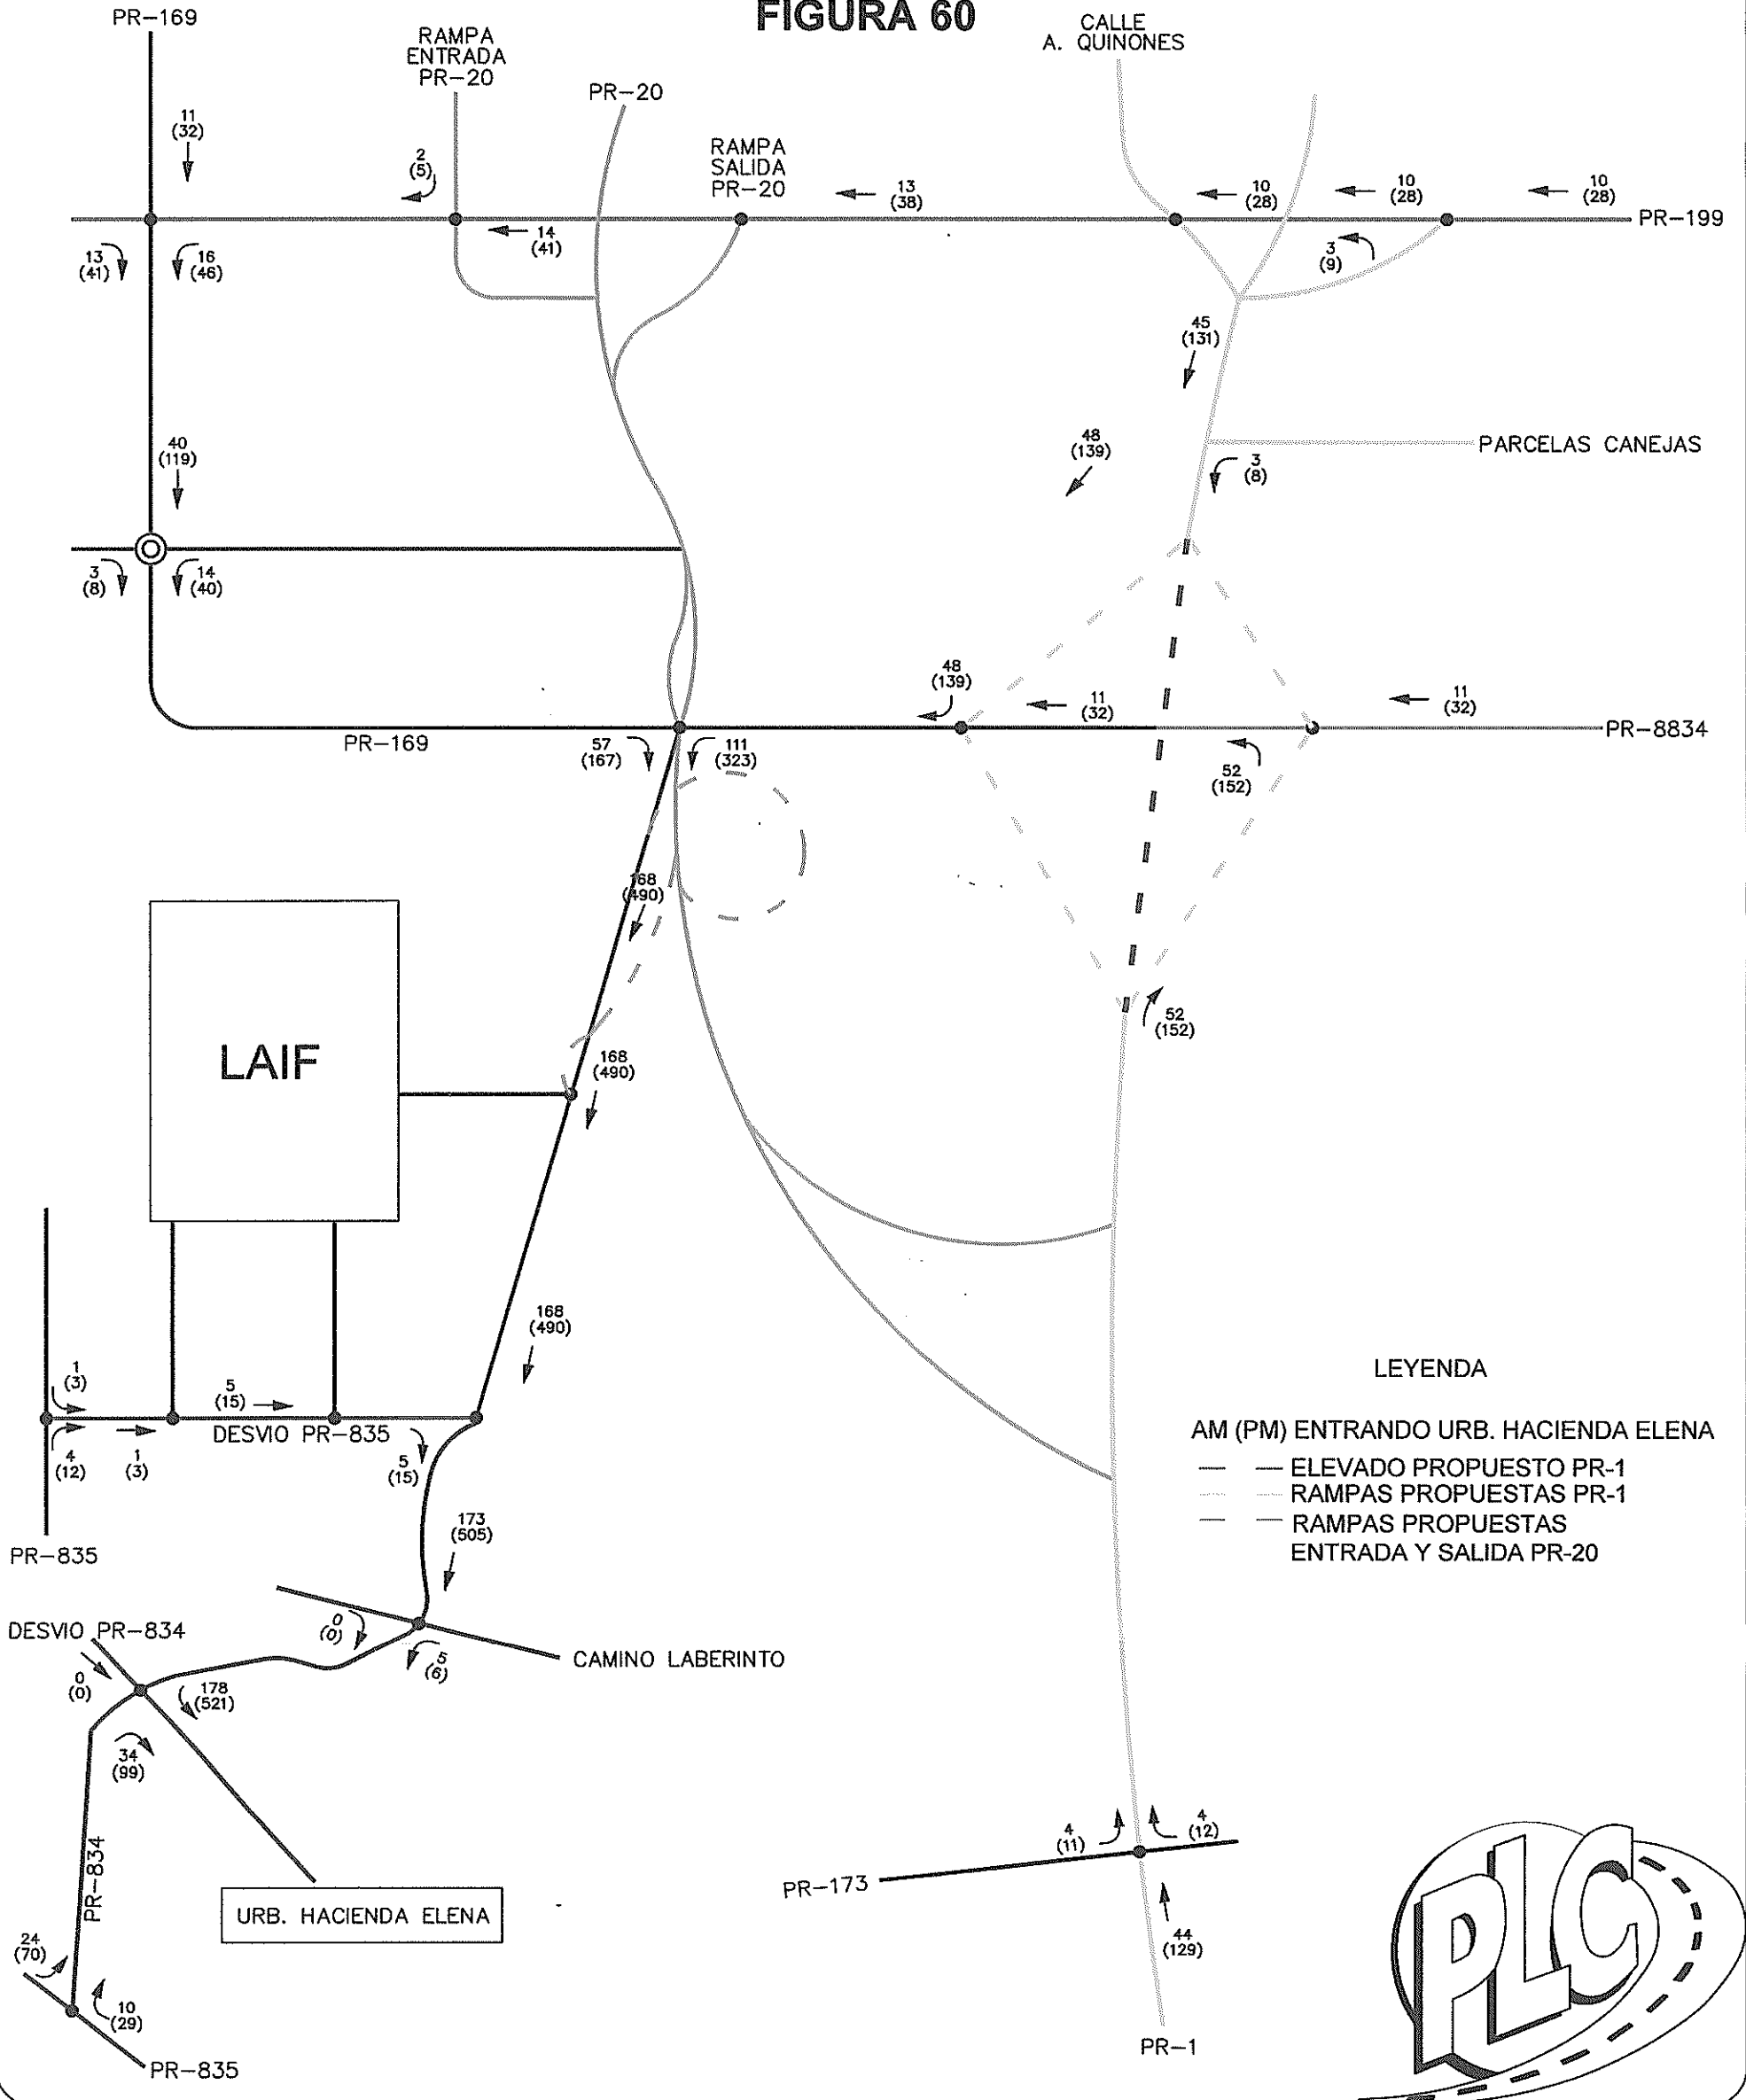 FIGURA 60
PR-169
RAMPA
ENTRADA
PR-20
PR-20
CALLE
A. QUINONES
RAMPA
SALIDA
PR-20
11
(32)
2
(5)
13
(38)
10
(28)
10
(28)
10
(28)
PR-199
14
(41)
13
(41)
16
(46)
3
(9)
45
(131)
40
(119)
48
(139)
PARCELAS CANEJAS
3
(8)
3
(8)
14
(40)
48
(139)
11
(32)
11
(32)
PR-8834
PR-169
57
(167)
111
(323)
52
(152)
168
(490)
52
(152)
LAIF
168
(490)
168
(490)
1
(3)
5
(15)
DESVIO PR-835
4
(12)
1
(3)
5
(15)
PR-835
173
(505)
LEYENDA
AM (PM) ENTRANDO URB. HACIENDA ELENA
ELEVADO PROPUESTO PR-1
RAMPAS PROPUESTAS PR-1
RAMPAS PROPUESTAS
ENTRADA Y SALIDA PR-20
DESVIO PR-834
0
(0)
5
(6)
CAMINO LABERINTO
0
(0)
178
(521)
34
(99)
PR-834
URB. HACIENDA ELENA
24
(70)
10
(29)
PR-835
4
(11)
4
(12)
PR-173
44
(129)
PR-1
PLC